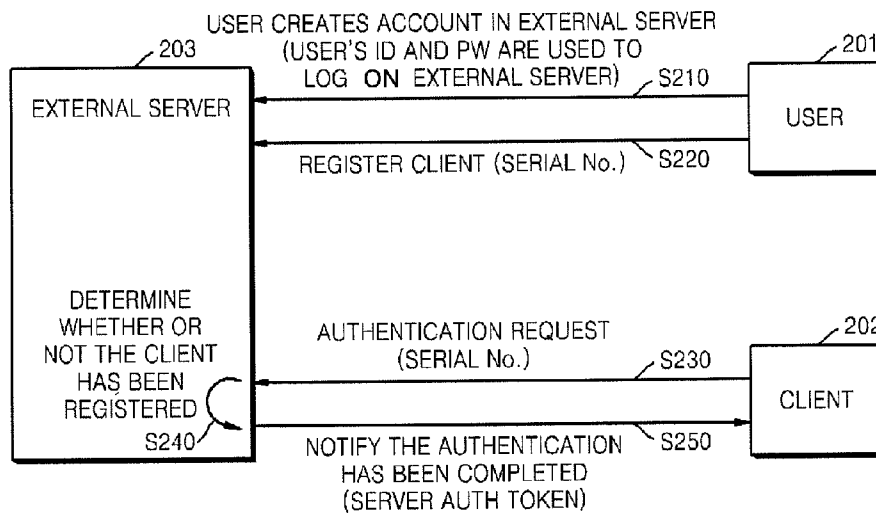 USER CREATES ACCOUNT IN EXTERNAL SERVER
(USER'S ID AND PW ARE USED TO
LOG ON EXTERNAL SERVER)
203
201
S210
EXTERNAL SERVER
USER
REGISTER CLIENT (SERIAL No.)
S220
DETERMINE
WHETHER OR
NOT THE CLIENT
HAS BEEN
REGISTERED
S240
AUTHENTICATION REQUEST
(SERIAL No.)
S230
202
CLIENT
S250
NOTIFY THE AUTHENTICATION
HAS BEEN COMPLETED
(SERVER AUTH TOKEN)